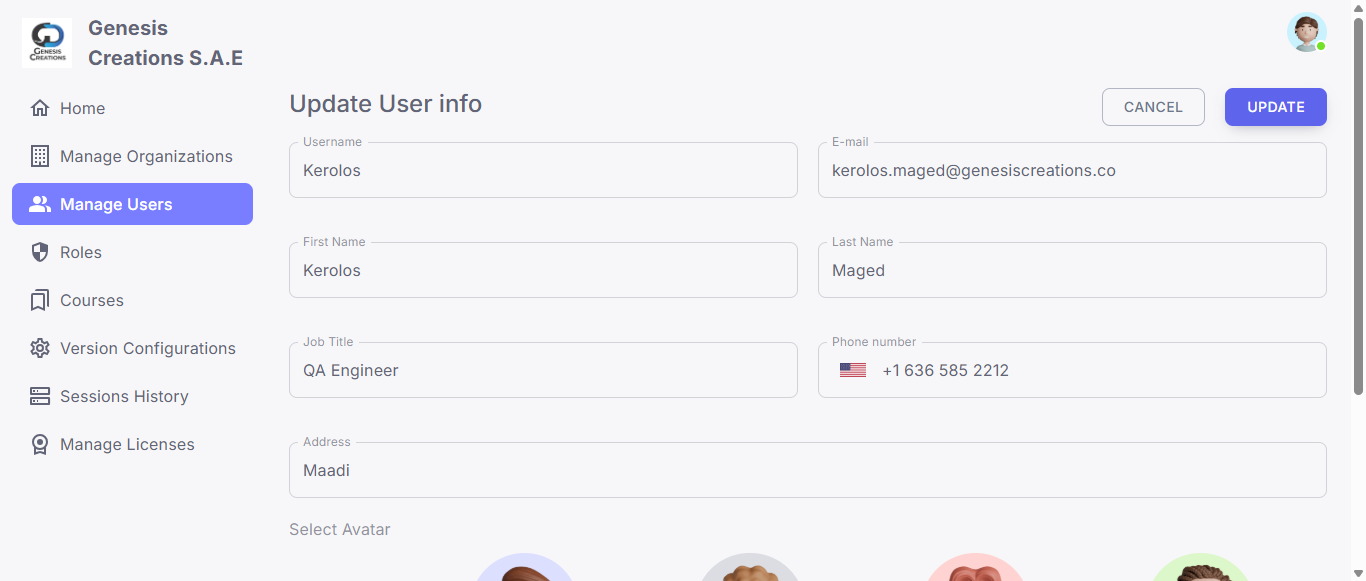 GENESIS
CREATIONS
Genesis
Creations S.A.E
Home
Manage Organizations
Manage Users
Roles
Courses
Version Configurations
Sessions History
Manage Licenses
Update User info
CANCEL
UPDATE
Username
Kerolos
E-mail
kerolos.maged@genesiscreations.co
First Name
Kerolos
Last Name
Maged
Job Title
QA Engineer
Phone number
+1 636 585 2212
Address
Maadi
Select Avatar